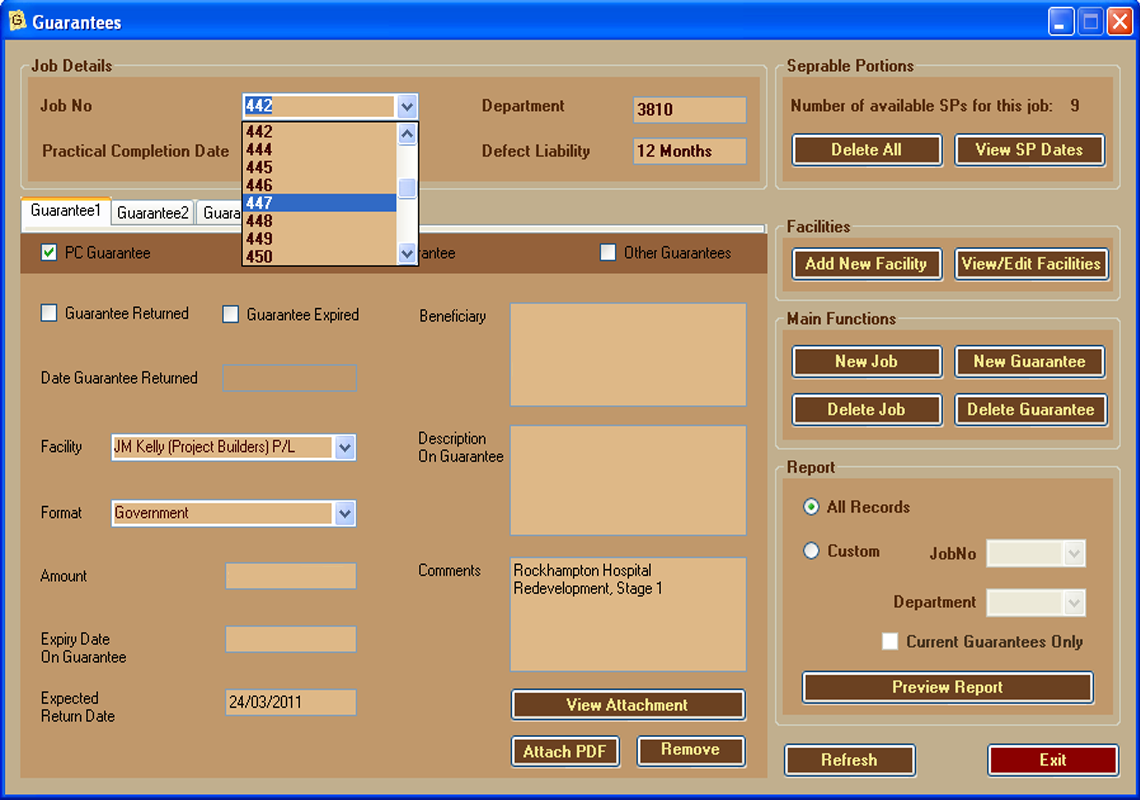 Guarantees
Job Details
Job No
442
Department
3810
442
444
445
446
447
448
449
450
Practical Completion Date
Defect Liability
12 Months
Guarantee1
Guarantee2
Guara
PC Guarantee
rantee
Other Guarantees
Guarantee Returned
Guarantee Expired
Date Guarantee Returned
Facility
JM Kelly (Project Builders) P/L
Format
Government
Amount
Expiry Date
On Guarantee
Expected
Return Date
24/03/2011
Beneficiary
Description
On Guarantee
Comments
Rockhampton Hospital
Redevelopment, Stage 1
View Attachment
Attach PDF
Remove
Seprable Portions
Number of available SPs for this job: 9
Delete All
View SP Dates
Facilities
Add New Facility
View/Edit Facilities
Main Functions
New Job
New Guarantee
Delete Job
Delete Guarantee
Report
All Records
Custom
JobNo
Department
Current Guarantees Only
Preview Report
Refresh
Exit